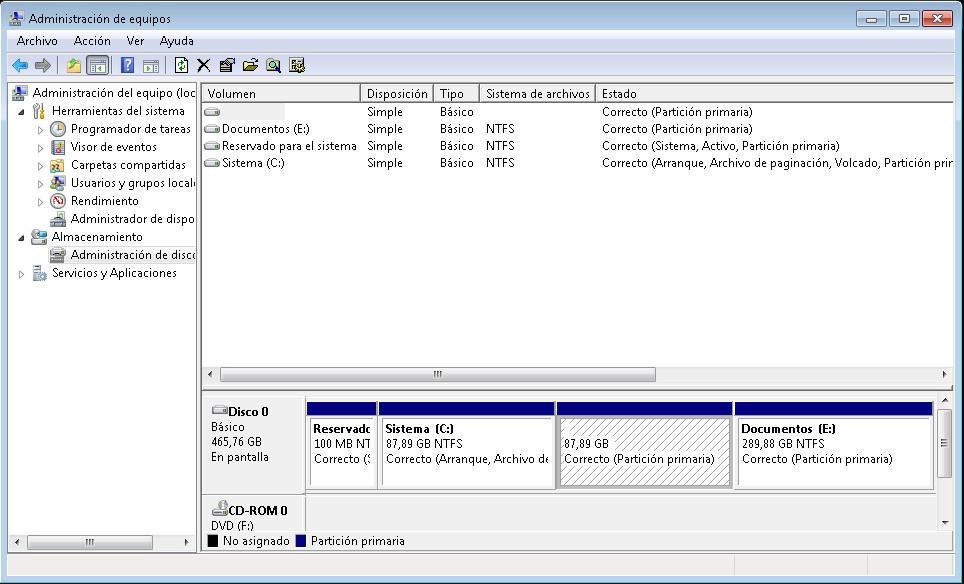 Administración de equipos
Archivo Acción Ver Ayuda
Administración del equipo (loc
Herramientas del sistema
Programador de tareas
Visor de eventos
Carpetas compartidas
Usuarios y grupos locale
Rendimiento
Administrador de dispo
Almacenamiento
Administración de disco
Servicios y Aplicaciones
Volumen Disposición Tipo Sistema de archivos Estado
Simple Básico Correcto (Partición primaria)
Documentos (E:) Simple Básico NTFS Correcto (Partición primaria)
Reservado para el sistema Simple Básico NTFS Correcto (Sistema, Activo, Partición primaria)
Sistema (C:) Simple Básico NTFS Correcto (Arranque, Archivo de paginación, Volcado, Partición prim
Disco 0
Básico
465,76 GB
En pantalla
Reservado
100 MB NT
Correcto (S
Sistema (C:)
87,89 GB NTFS
Correcto (Arranque, Archivo de
87,89 GB
Correcto (Partición primaria)
Documentos (E:)
289,88 GB NTFS
Correcto (Partición primaria)
CD-ROM 0
DVD (F:)
No asignado Partición primaria